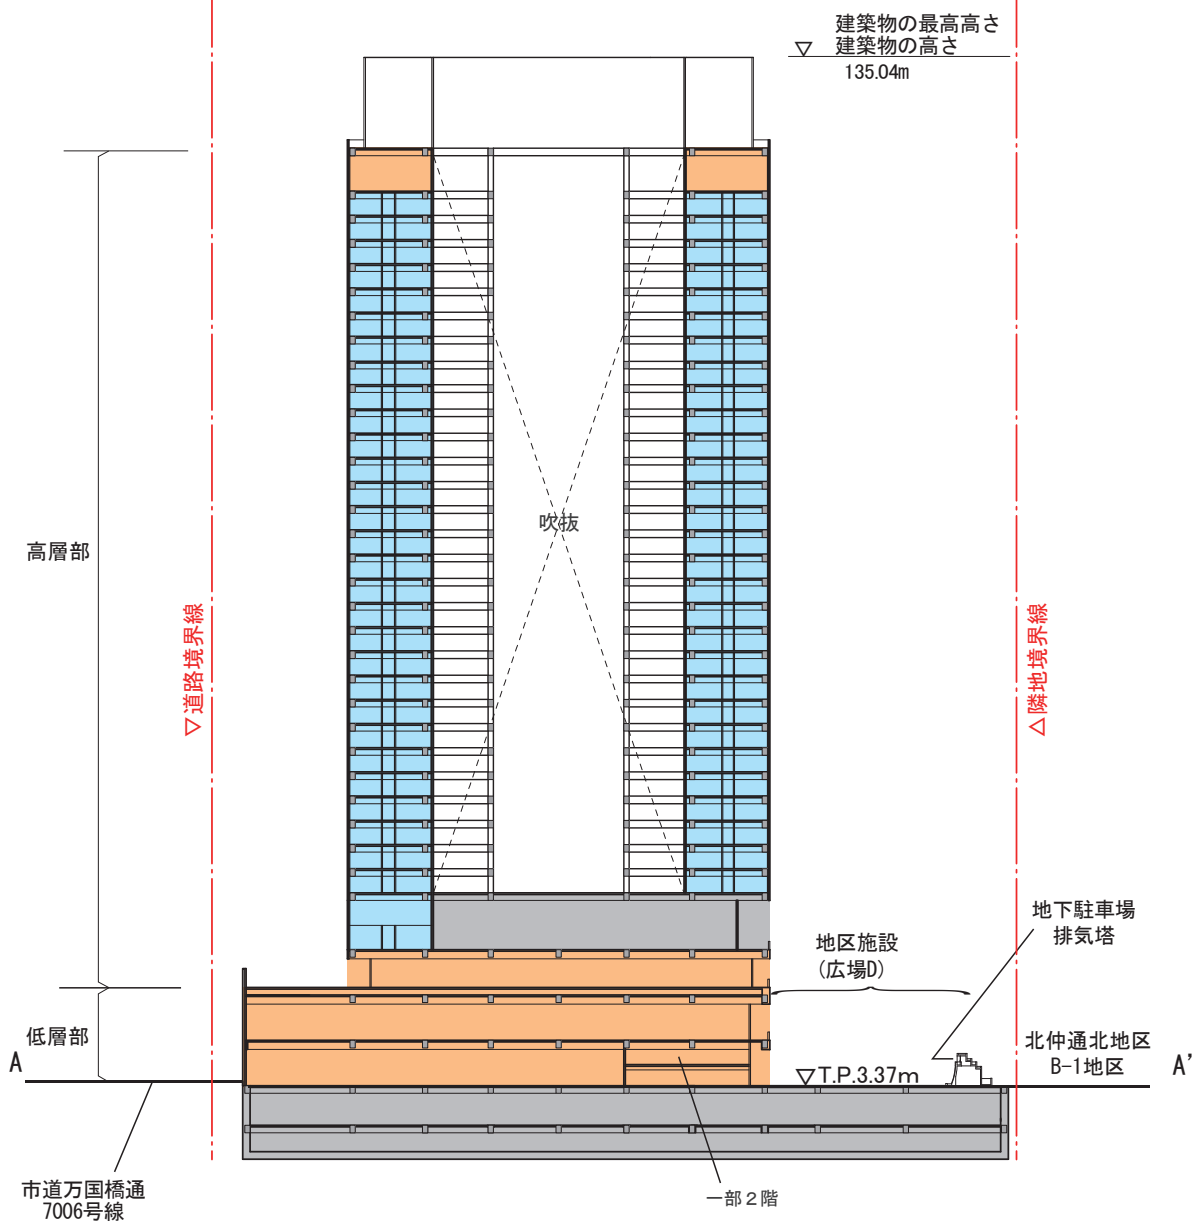 建築物の最高高さ
▽ 建築物の高さ
135.04m
吹抜
高層部
▽道路境界線
△隣地境界線
地下駐車場
排気塔
地区施設
(広場D)
低層部
北仲通北地区
B-1地区
A
A'
▽T.P.3.37m
市道万国橋通
7006号線
一部２階